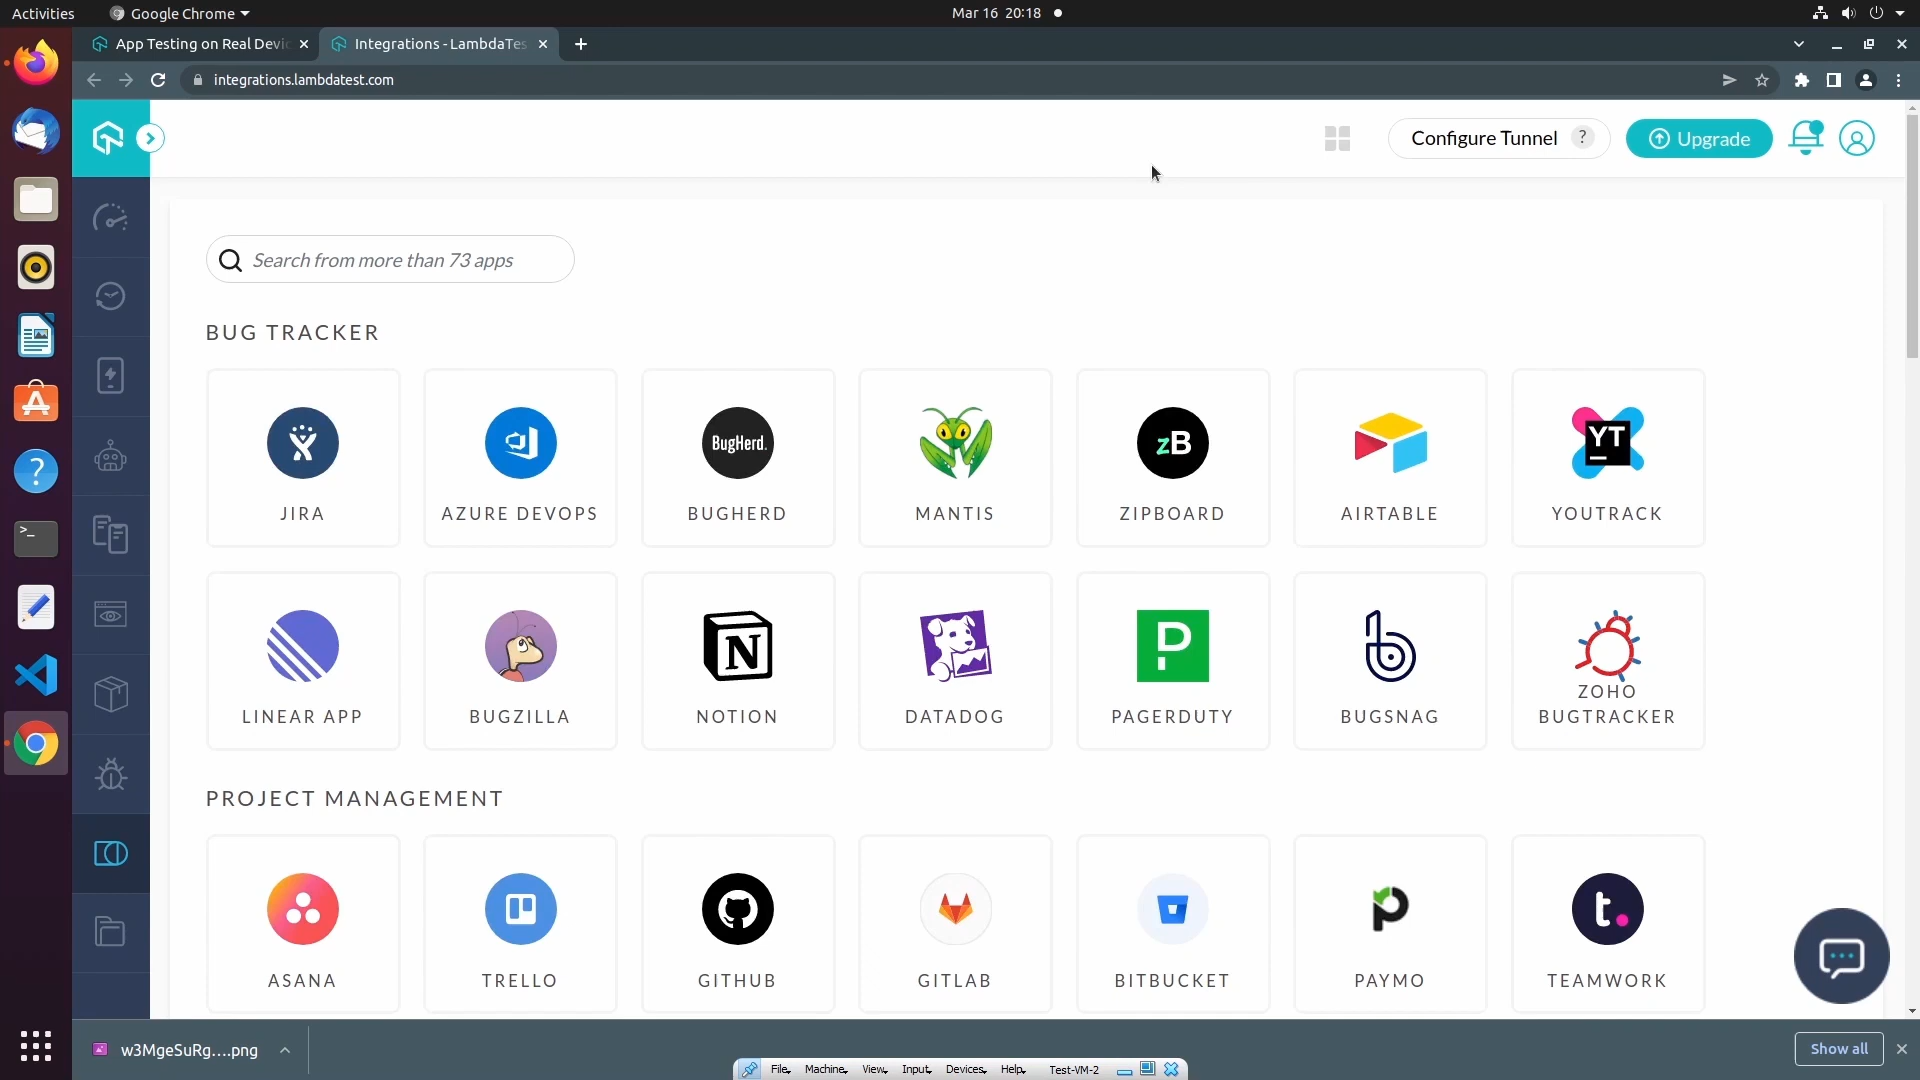 Activities
Google Chrome
Mar 16 20:18
App Testing on Real Devic
Integrations - LambdaTes
integrations.lambdatest.com
Configure Tunnel ?
Upgrade
Search from more than 73 apps
BUG TRACKER
BugHerd.
zB
YT
JIRA
AZURE DEVOPS
BUGHERD
MANTIS
ZIPBOARD
AIRTABLE
YOUTRACK
N
P
LINEAR APP
BUGZILLA
NOTION
DATADOG
PAGERDUTY
BUGSNAG
ZOHO
BUGTRACKER
PROJECT MANAGEMENT
t.
ASANA
TRELLO
GITHUB
GITLAB
BITBUCKET
PAYMO
TEAMWORK
w3MgeSuRg....png
Show all
File
Machine
View
Input
Devices
Help
Test-VM-2